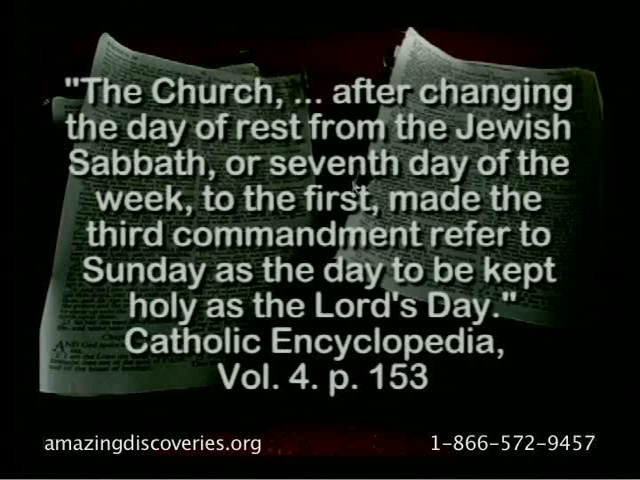 "The Church, ... after changing
the day of rest from the Jewish
Sabbath, or seventh day of the
week, to the first, made the
third commandment refer to
Sunday as the day to be kept
holy as the Lord's Day."
Catholic Encyclopedia,
Vol. 4. p. 153
amazingdiscoveries.org
1-866-572-9457